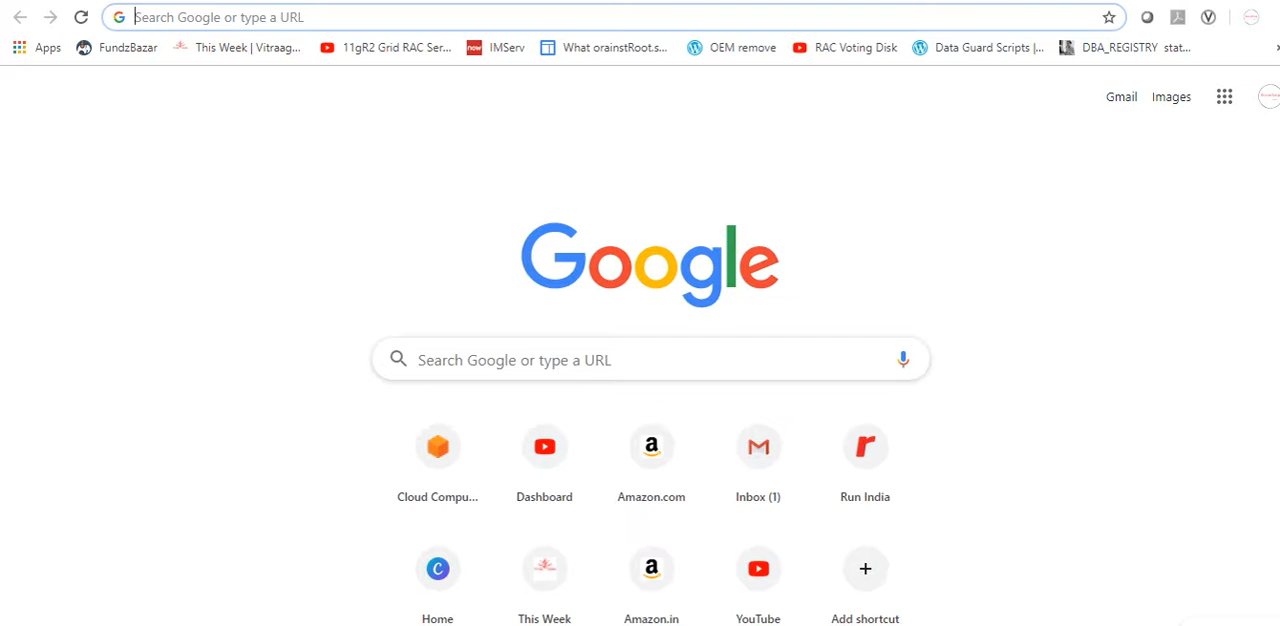 Search Google or type a URL
Apps FundzBazar This Week | Vitraag... 11gR2 Grid RAC Ser... now IMServ What orainstRoot.s... OEM remove RAC Voting Disk Data Guard Scripts |... DBA_REGISTRY stat...
Gmail Images
Google
Search Google or type a URL
Cloud Compu... Dashboard Amazon.com Inbox (1) Run India
Home This Week Amazon.in YouTube Add shortcut